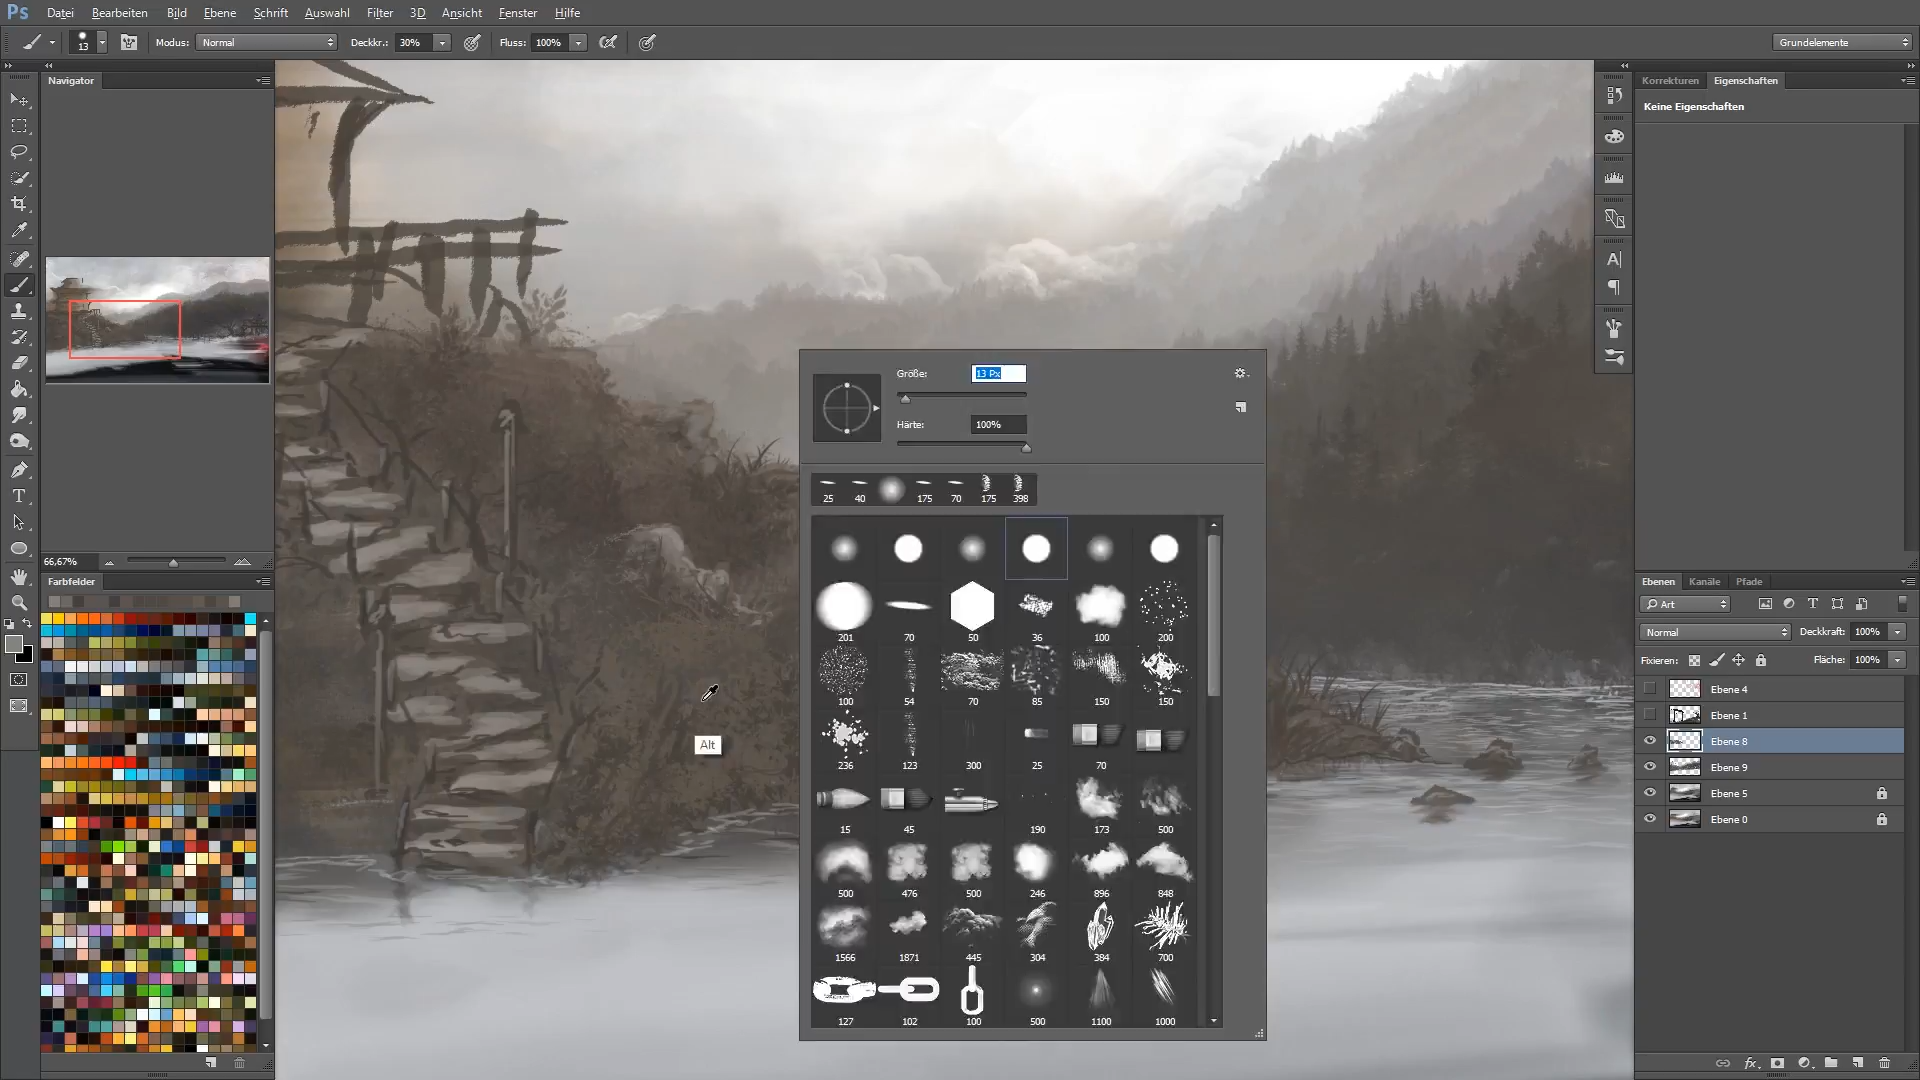 Ps Datei Bearbeiten Bild Ebene Schrift Auswahl Filter 3D Ansicht Fenster Hilfe
13 Modus: Normal Deckkr.: 30% Fluss: 100% Grundelemente
Navigator
Korrekturen Eigenschaften
Keine Eigenschaften
66,67%
Farbfelder
Größe: 13 Px
Härte: 100%
25 40 175 70 175 398
201 70 50 36 100 200
100 54 70 85 150 150
236 123 300 25 70
15 45 190 173 500
500 476 500 246 896 848
1566 1871 445 304 384 700
127 102 100 500 1100 1000
Alt
Ebenen Kanäle Pfade
Art
Normal Deckkraft: 100%
Fixieren: Fläche: 100%
Ebene 4
Ebene 1
Ebene 8
Ebene 9
Ebene 5
Ebene 0